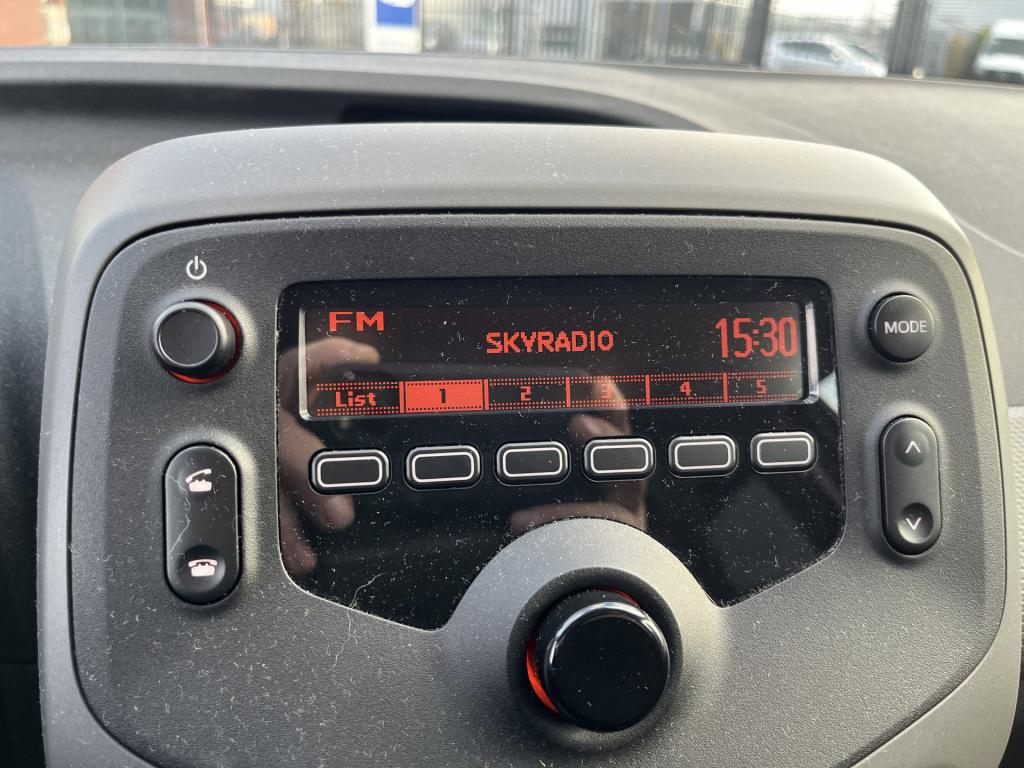 FM
SKYRADIO
15:30
MODE
List 1 2 3 4 5